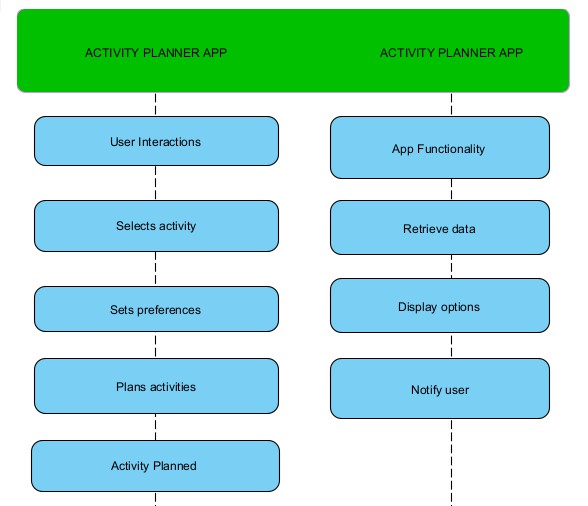 ACTIVITY PLANNER APP
ACTIVITY PLANNER APP
User Interactions
App Functionality
Selects activity
Retrieve data
Sets preferences
Display options
Plans activities
Notify user
Activity Planned